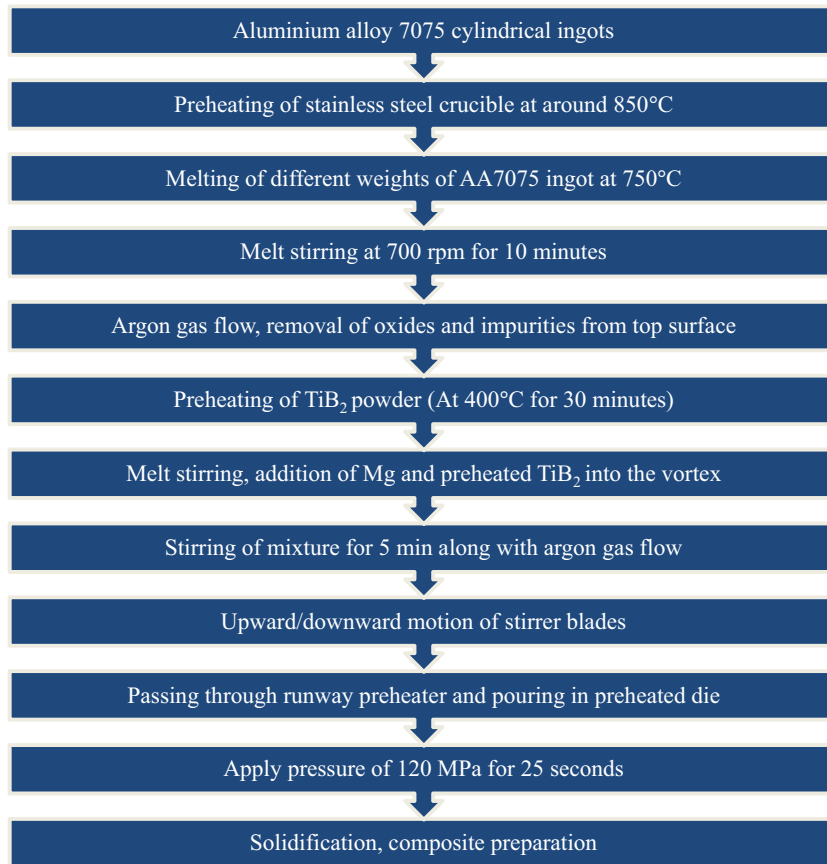 Aluminium alloy 7075 cylindrical ingots
Preheating of stainless steel crucible at around 850°C
Melting of different weights of AA7075 ingot at 750°C
Melt stirring at 700 rpm for 10 minutes
Argon gas flow, removal of oxides and impurities from top surface
Preheating of TiB₂ powder (At 400°C for 30 minutes)
Melt stirring, addition of Mg and preheated TiB₂ into the vortex
Stirring of mixture for 5 min along with argon gas flow
Upward/downward motion of stirrer blades
Passing through runway preheater and pouring in preheated die
Apply pressure of 120 MPa for 25 seconds
Solidification, composite preparation